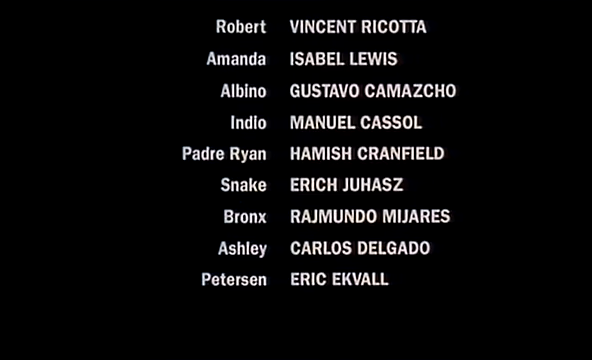 Robert VINCENT RICOTTA
Amanda ISABEL LEWIS
Albino GUSTAVO CAMAZCHO
Indio MANUEL CASSOL
Padre Ryan HAMISH CRANFIELD
Snake ERICH JUHASZ
Bronx RAJMUNDO MIJARES
Ashley CARLOS DELGADO
Petersen ERIC EKVALL